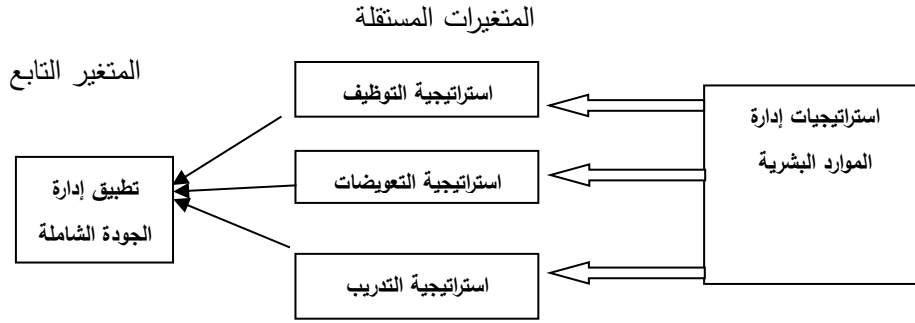 المتغيرات المستقلة
المتغير التابع
استراتيجيات إدارة
الموارد البشرية
استراتيجية التوظيف
استراتيجية التعويضات
استراتيجية التدريب
تطبيق إدارة
الجودة الشاملة